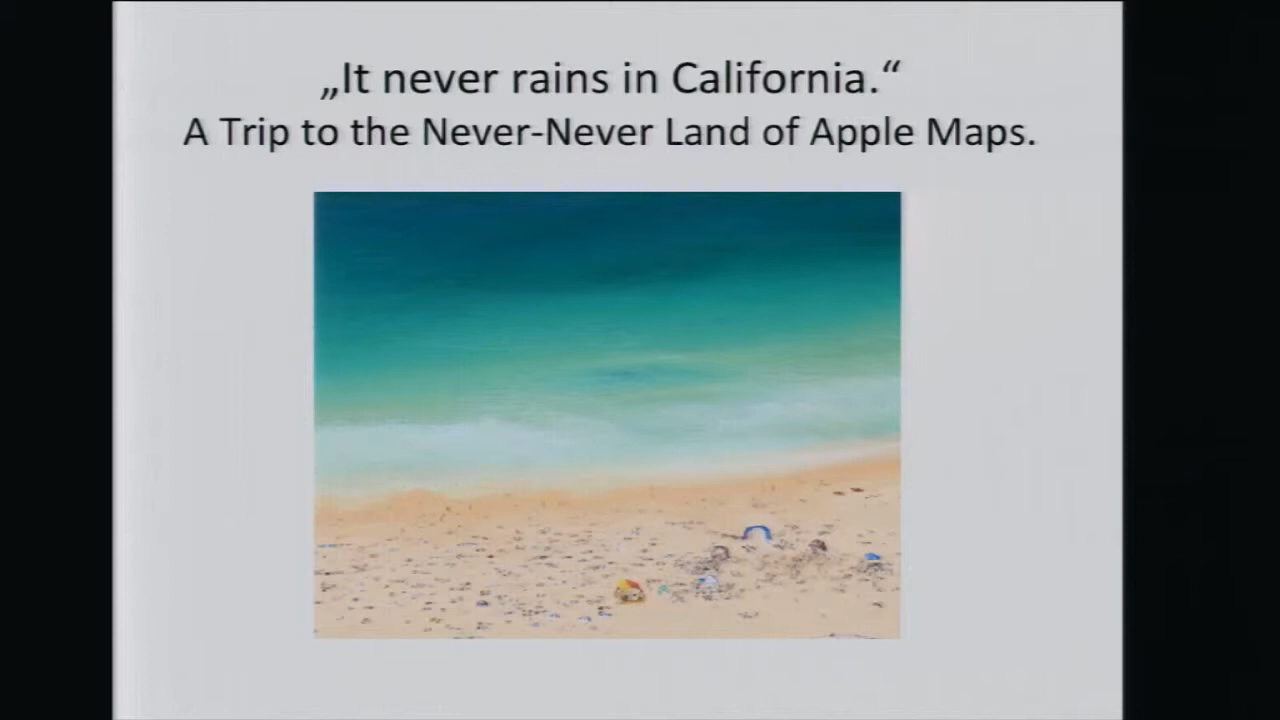 „It never rains in California.“
A Trip to the Never-Never Land of Apple Maps.